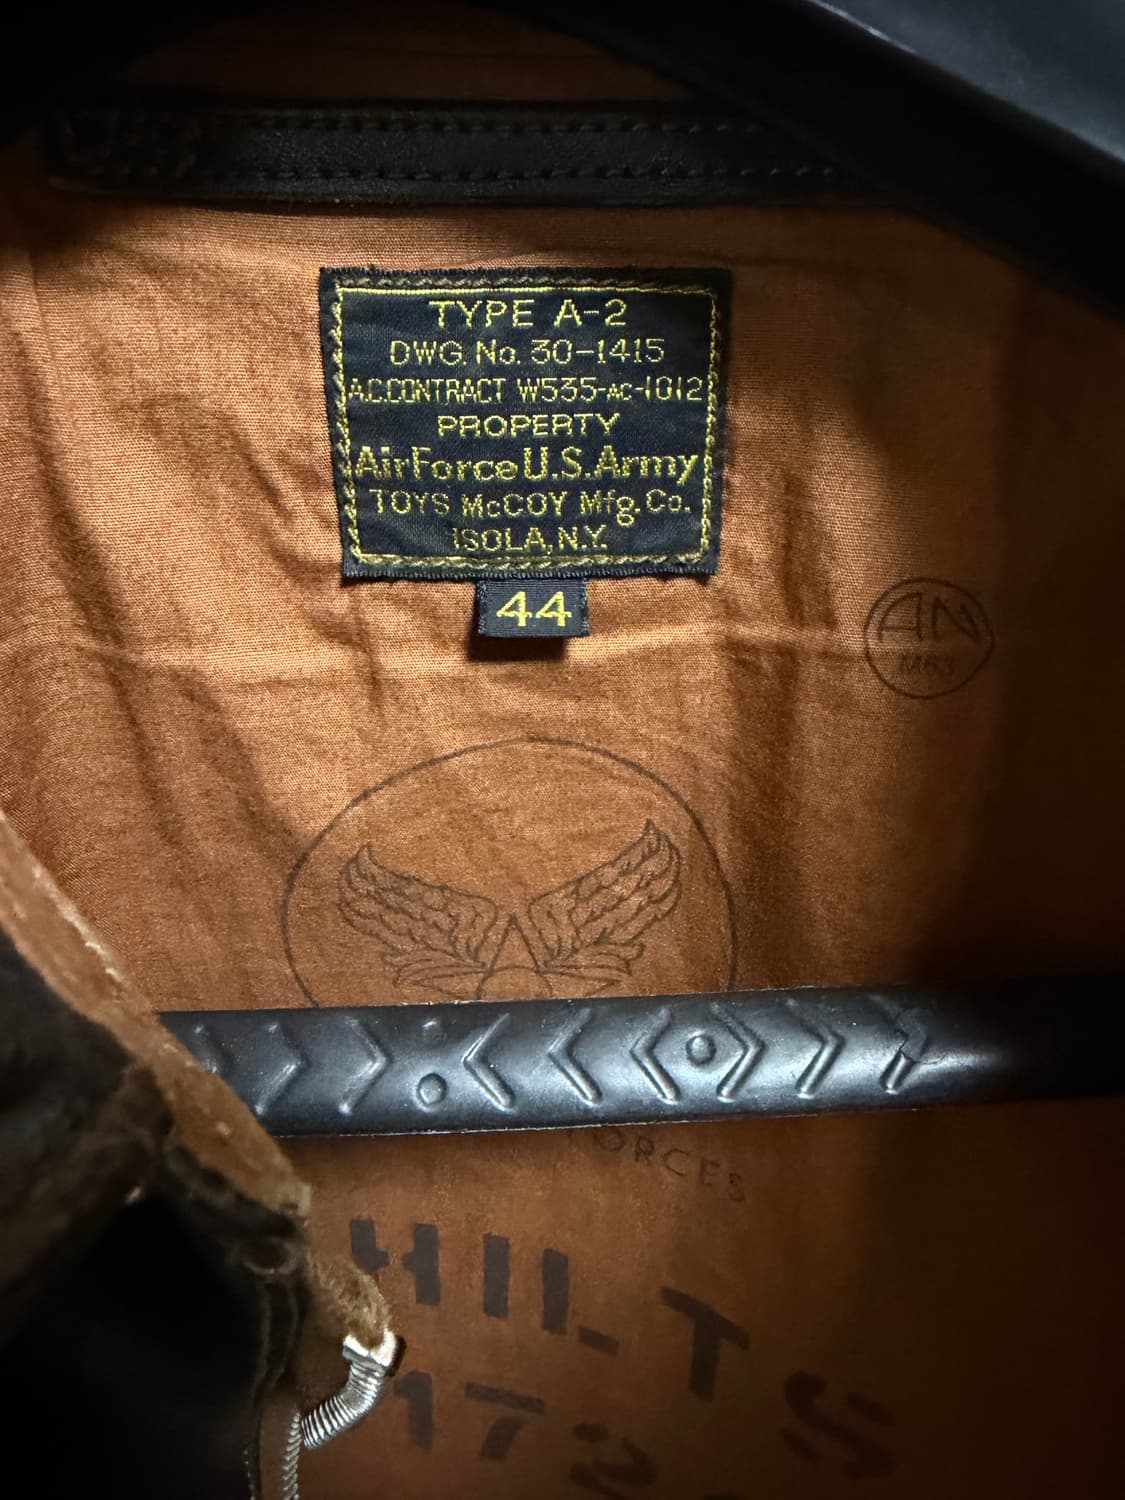 TYPE A-2
DWG. No. 30-1415
A.C.CONTRACT W535-AC-1012
PROPERTY
Air Force U.S. Army
TOYS McCOY Mfg. Co.
ISOLA, N.Y.
44
AN
FORCES
HILTS